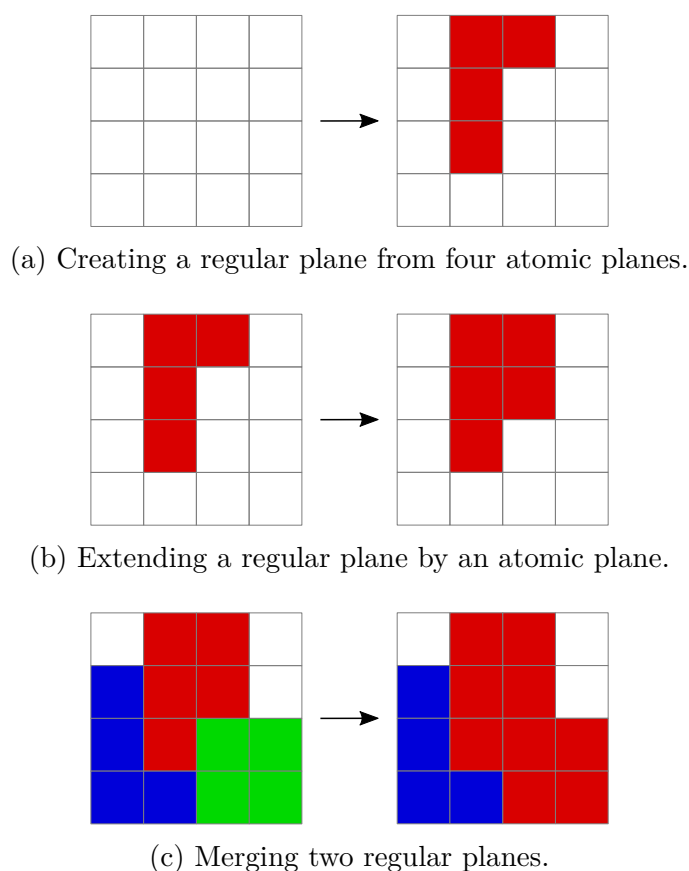 (a) Creating a regular plane from four atomic planes.
(b) Extending a regular plane by an atomic plane.
(c) Merging two regular planes.